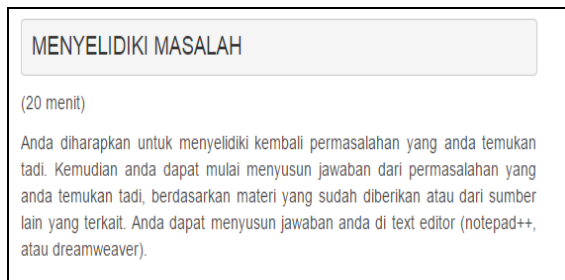 MENYELIDIKI MASALAH
(20 menit)
Anda diharapkan untuk menyelidiki kembali permasalahan yang anda temukan
tadi. Kemudian anda dapat mulai menyusun jawaban dari permasalahan yang
anda temukan tadi, berdasarkan materi yang sudah diberikan atau dari sumber
lain yang terkait. Anda dapat menyusun jawaban anda di text editor (notepad++,
atau dreamweaver).